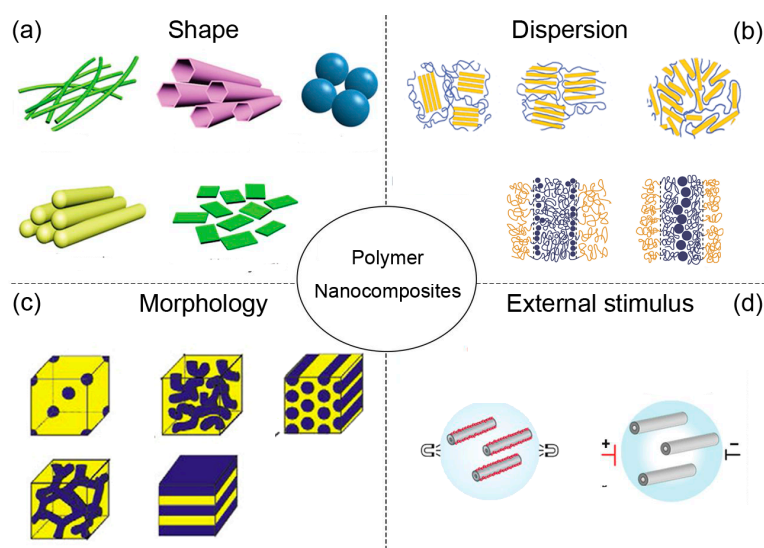 (a) Shape
Dispersion (b)
Polymer
Nanocomposites
(c) Morphology
External stimulus (d)
+ -